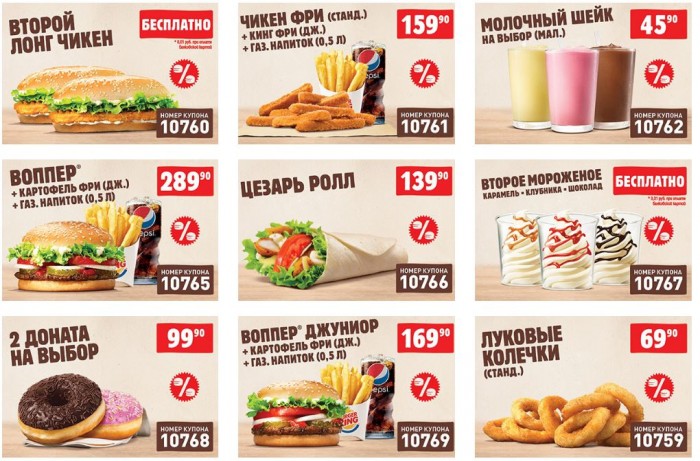 ВТОРОЙ
ЛОНГ ЧИКЕН
БЕСПЛАТНО
НОМЕР КУПОНА
10760
ЧИКЕН ФРИ (СТАНД.)
+ КИНГ ФРИ (ДЖ.)
+ ГАЗ. НАПИТОК (0,5 Л)
159 90
pepsi
НОМЕР КУПОНА
10761
МОЛОЧНЫЙ ШЕЙК
НА ВЫБОР (МАЛ.)
45 90
НОМЕР КУПОНА
10762
ВОППЕР®
+ КАРТОФЕЛЬ ФРИ (ДЖ.)
+ ГАЗ. НАПИТОК (0,5 Л)
289 90
НОМЕР КУПОНА
10765
ЦЕЗАРЬ РОЛЛ
139 90
НОМЕР КУПОНА
10766
ВТОРОЕ МОРОЖЕНОЕ
КАРАМЕЛЬ • КЛУБНИКА • ШОКОЛАД
БЕСПЛАТНО
НОМЕР КУПОНА
10767
2 ДОНАТА
НА ВЫБОР
99 90
НОМЕР КУПОНА
10768
ВОППЕР® ДЖУНИОР
+ КАРТОФЕЛЬ ФРИ (ДЖ.)
+ ГАЗ. НАПИТОК (0,5 Л)
169 90
pepsi
НОМЕР КУПОНА
10769
ЛУКОВЫЕ
КОЛЕЧКИ
(СТАНД.)
69 90
НОМЕР КУПОНА
10759